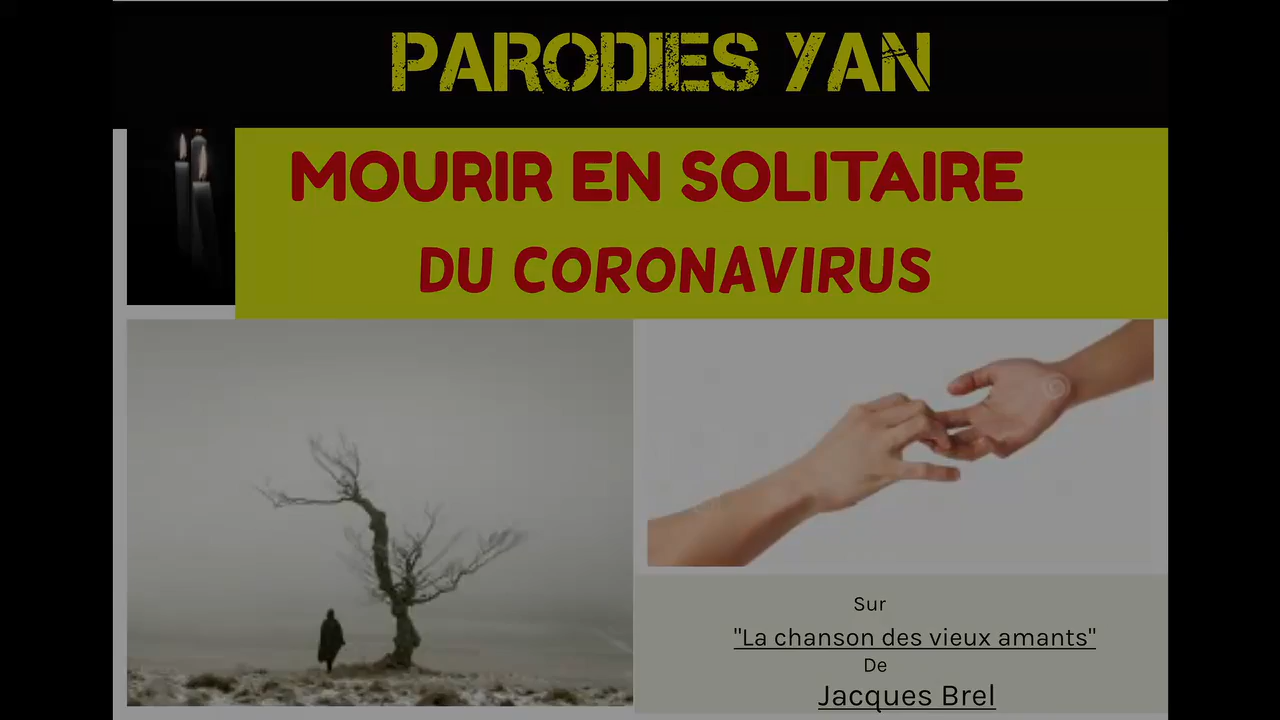 PARODIES YAN
MOURIR EN SOLITAIRE
DU CORONAVIRUS
Sur
"La chanson des vieux amants"
De
Jacques Brel